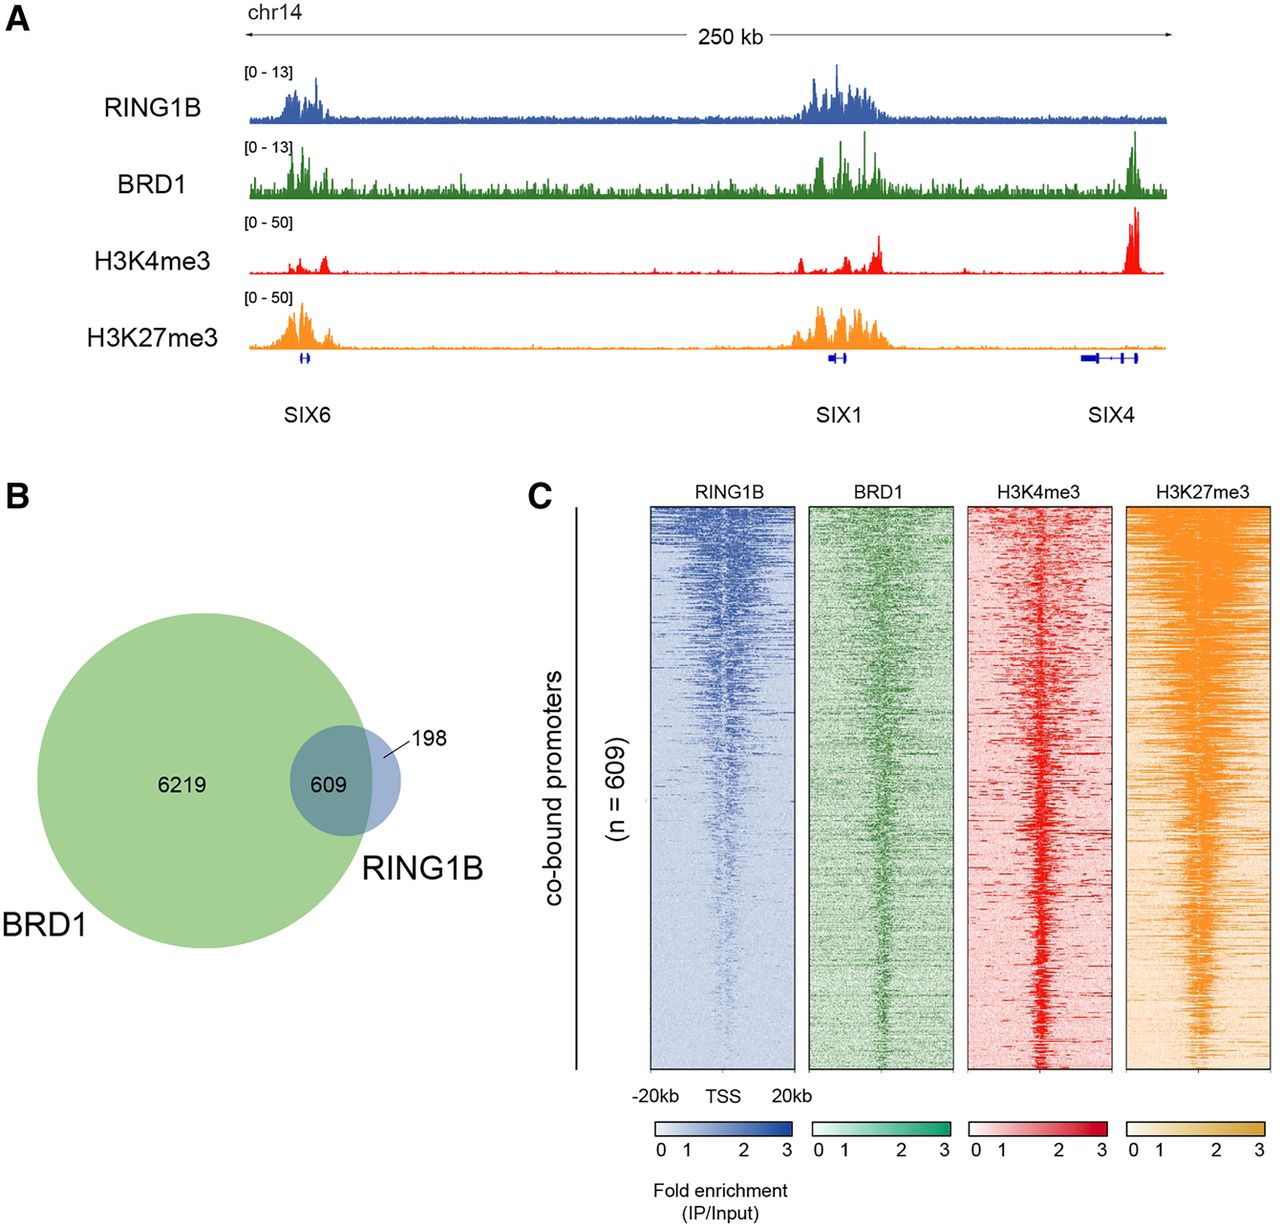 A
chr14
250 kb
[0 - 13]
RING1B
[0 - 13]
BRD1
[0 - 50]
H3K4me3
[0 - 50]
H3K27me3
SIX6 SIX1 SIX4
B
198
6219
609
RING1B
BRD1
C
RING1B BRD1 H3K4me3 H3K27me3
co-bound promoters
(n = 609)
-20kb TSS 20kb
0 1 2 3 0 1 2 3 0 1 2 3 0 1 2 3
Fold enrichment
(IP/Input)